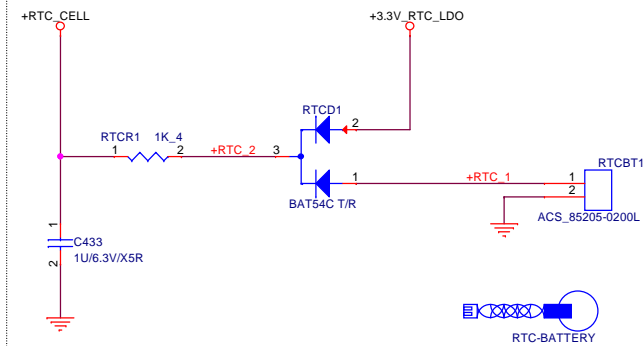 +RTC_CELL
+3.3V_RTC_LDO
RTCD1
2
RTCR1 1K_4
1 2 +RTC_2 3
1 +RTC_1
RTCBT1
1
2
BAT54C T/R
ACS_85205-0200L
1
C433
1U/6.3V/X5R
2
RTC-BATTERY